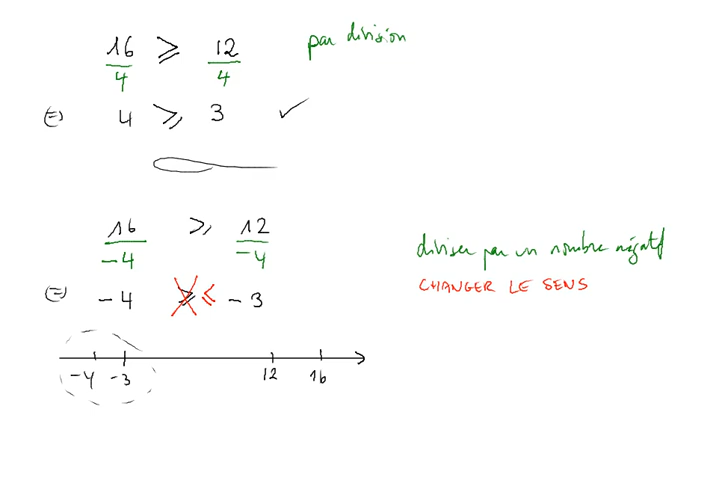 16 ⩾ 12 par division
4 4
(=) 4 ⩾ 3 ✓
16 ⩾ 12
-4 -4 diviser par un nombre négatif
(=) -4 ⩾ ≤ -3 CHANGER LE SENS
-4 -3 12 16